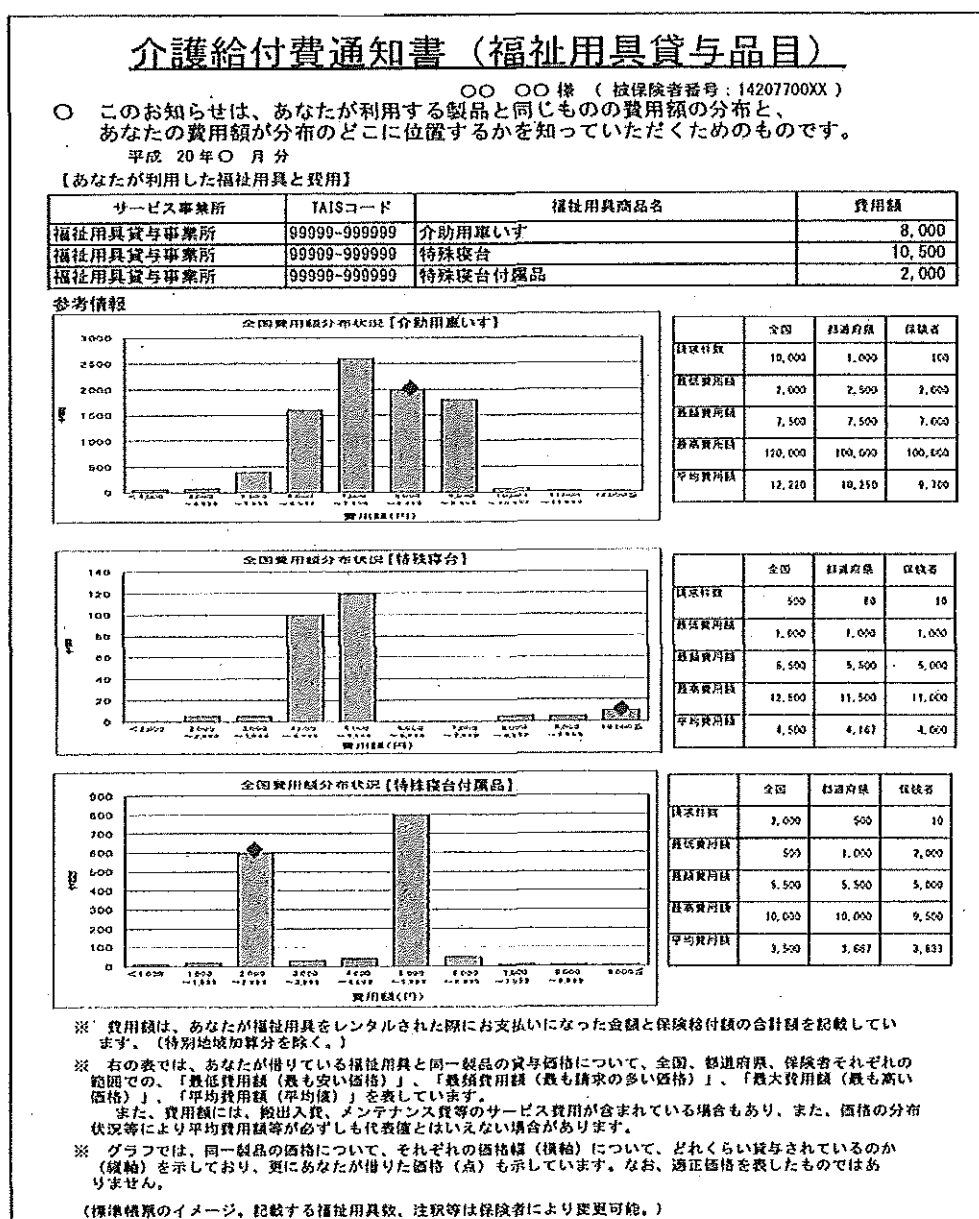 介護給付費通知書（福祉用具貸与品目）
○○ ○○ 様 （ 被保険者番号：14207700XX ）
○ このお知らせは、あなたが利用する製品と同じものの費用額の分布と、
あなたの費用額が分布のどこに位置するかを知っていただくためのものです。
平成 20年○ 月 分
【あなたが利用した福祉用具と費用】
サービス事業所 TAISコード 福祉用具商品名 費用額
福祉用具貸与事業所 99999-999999 介助用車いす 8,000
福祉用具貸与事業所 99999-999999 特殊寝台 10,500
福祉用具貸与事業所 99999-999999 特殊寝台付属品 2,000
参考情報
全国費用額分布状況【介助用車いす】
3000
2500
2000
1500
1000
500
0
件数
費用額(円)
全国 都道府県 保険者
請求件数 10,000 1,000 100
最低費用額 2,000 2,500 2,600
最頻費用額 7,500 7,500 7,000
最高費用額 120,000 100,000 100,000
平均費用額 12,220 10,250 9,300
全国費用額分布状況【特殊寝台】
140
120
100
80
60
40
20
0
件数
費用額(円)
全国 都道府県 保険者
請求件数 500 80 10
最低費用額 1,000 1,000 1,000
最頻費用額 5,500 5,500 5,000
最高費用額 12,500 11,500 11,000
平均費用額 4,500 4,167 4,000
全国費用額分布状況【特殊寝台付属品】
900
800
700
600
500
400
300
200
100
0
件数
費用額(円)
全国 都道府県 保険者
請求件数 500 10
最低費用額 500 1,000 2,000
最頻費用額 5,500 5,500 5,000
最高費用額 10,000 10,000 9,500
平均費用額 3,500 3,667 3,833
※ 費用額は、あなたが福祉用具をレンタルされた際にお支払いになった金額と保険給付額の合計額を記載してい
ます。（特別地域加算分を除く。）
※ 右の表では、あなたが借りている福祉用具と同一製品の貸与価格について、全国、都道府県、保険者それぞれの
範囲での、「最低費用額（最も安い価格）」、「最頻費用額（最も請求の多い価格）」、「最大費用額（最も高い
価格）」、「平均費用額（平均値）」を表しています。
また、費用額には、搬出入費、メンテナンス費等のサービス費用が含まれている場合もあり、また、価格の分布
状況等により平均費用額等が必ずしも代表値とはいえない場合があります。
※ グラフでは、同一製品の価格について、それぞれの価格幅（横軸）について、どれくらい貸与されているのか
（縦軸）を示しており、更にあなたが借りた価格（点）も示しています。なお、適正価格を表したものではあ
りません。
（標準帳票のイメージ。記載する福祉用具数、注釈等は保険者により変更可能。）